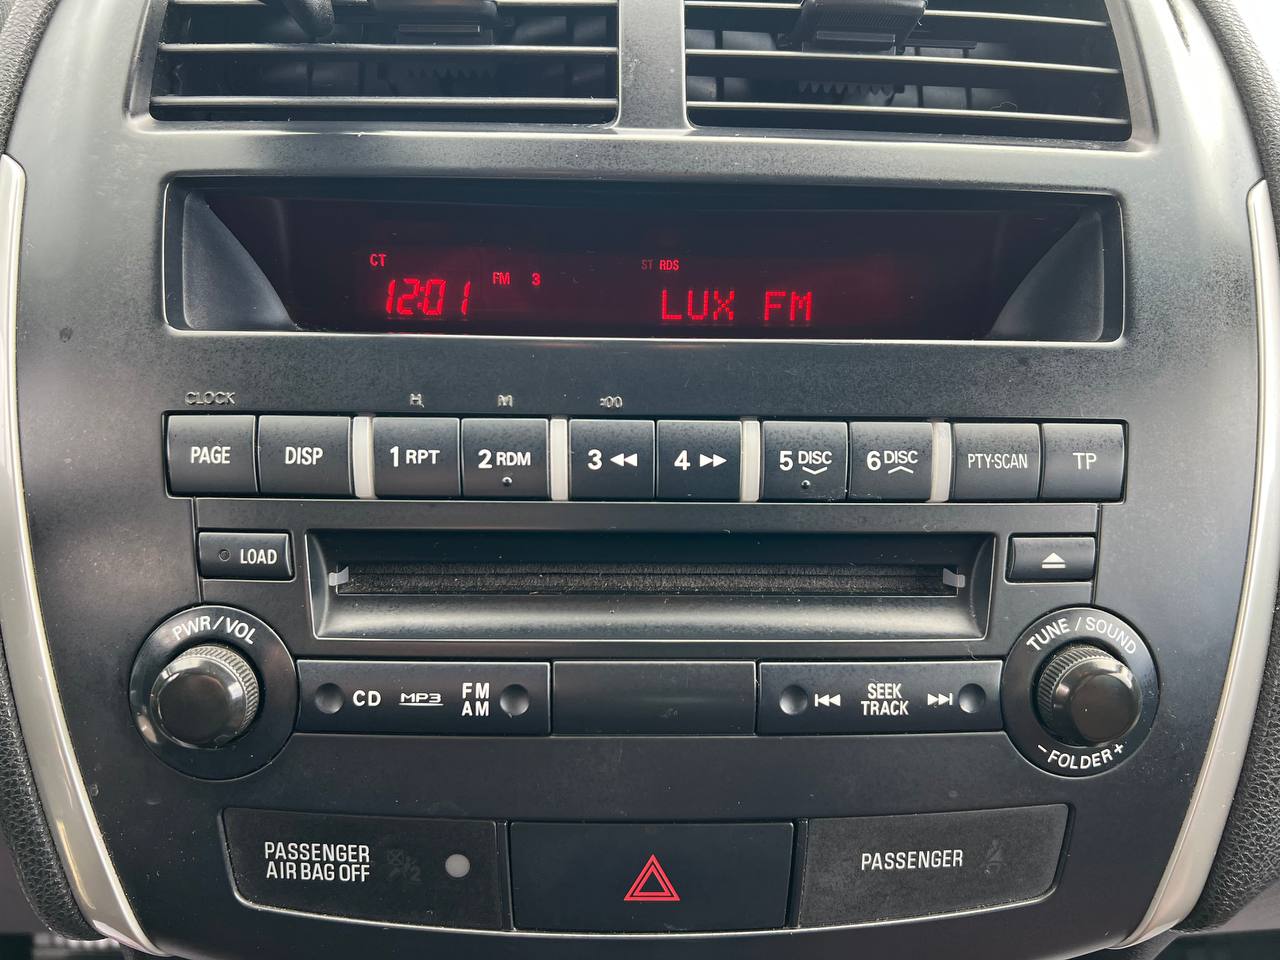 CT
12:01 FM 3
ST RDS
LUX FM
CLOCK H M :00
PAGE DISP 1 RPT 2 RDM 3 4 5 DISC 6 DISC PTY·SCAN TP
LOAD
PWR/VOL
TUNE / SOUND
CD MP3 FM AM
SEEK TRACK
- FOLDER +
PASSENGER
AIR BAG OFF
PASSENGER